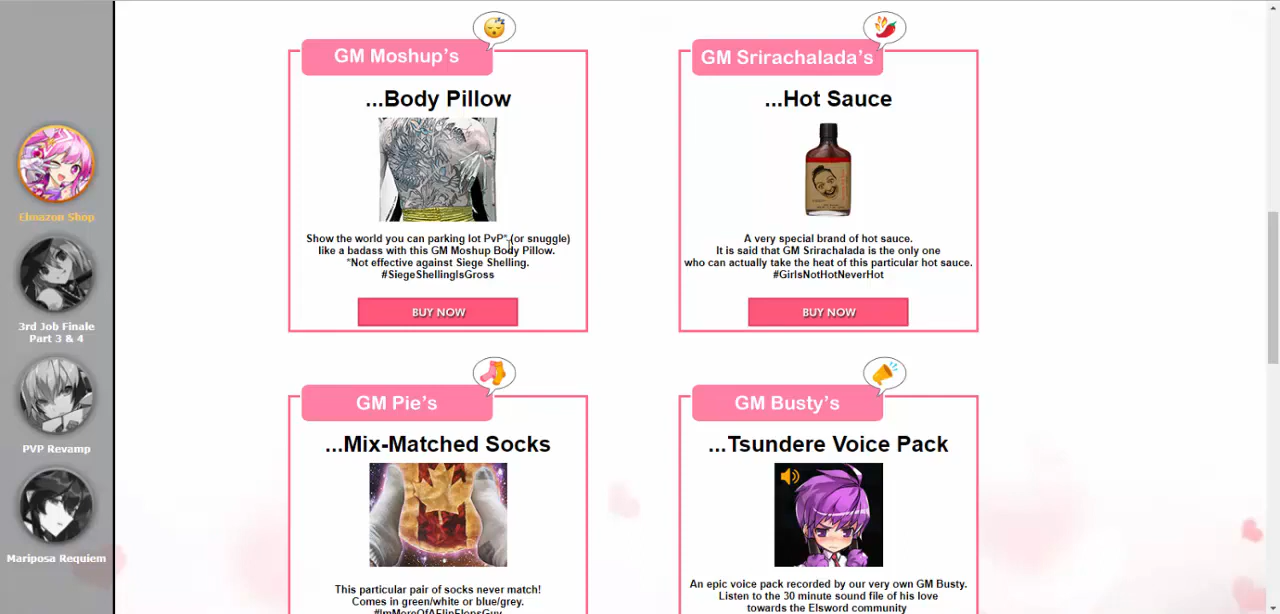 Elmazon Shop
3rd Job Finale
Part 3 & 4
PVP Revamp
Mariposa Requiem
GM Moshup's
...Body Pillow
Show the world you can parking lot PvP* (or snuggle)
like a badass with this GM Moshup Body Pillow.
*Not effective against Siege Shelling.
#SiegeShellingIsGross
BUY NOW
GM Srirachalada's
...Hot Sauce
A very special brand of hot sauce.
It is said that GM Srirachalada is the only one
who can actually take the heat of this particular hot sauce.
#GirlsNotHotNeverHot
BUY NOW
GM Pie's
...Mix-Matched Socks
This particular pair of socks never match!
Comes in green/white or blue/grey.
#ImMoreOfAFlipFlopsGuy
GM Busty's
...Tsundere Voice Pack
An epic voice pack recorded by our very own GM Busty.
Listen to the 30 minute sound file of his love
towards the Elsword community